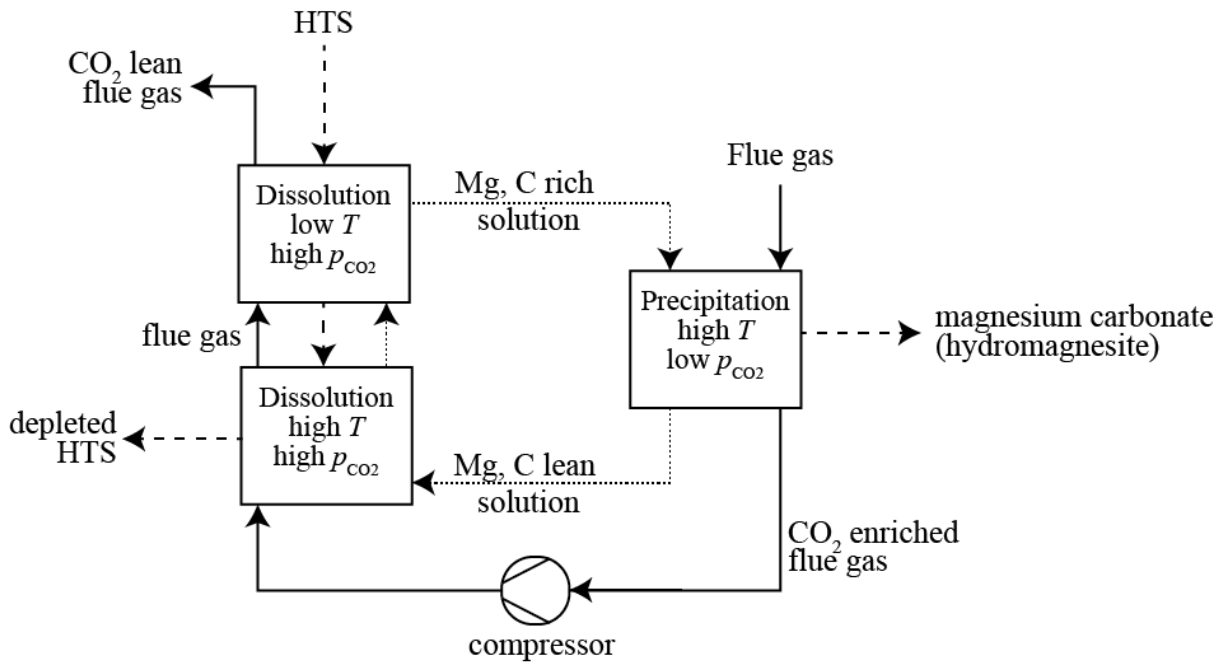 HTS
CO₂ lean
flue gas
Dissolution
low T
high pCO₂
Mg, C rich
solution
Flue gas
Precipitation
high T
low pCO₂
magnesium carbonate
(hydromagnesite)
flue gas
Dissolution
high T
high pCO₂
depleted
HTS
Mg, C lean
solution
CO₂ enriched
flue gas
compressor